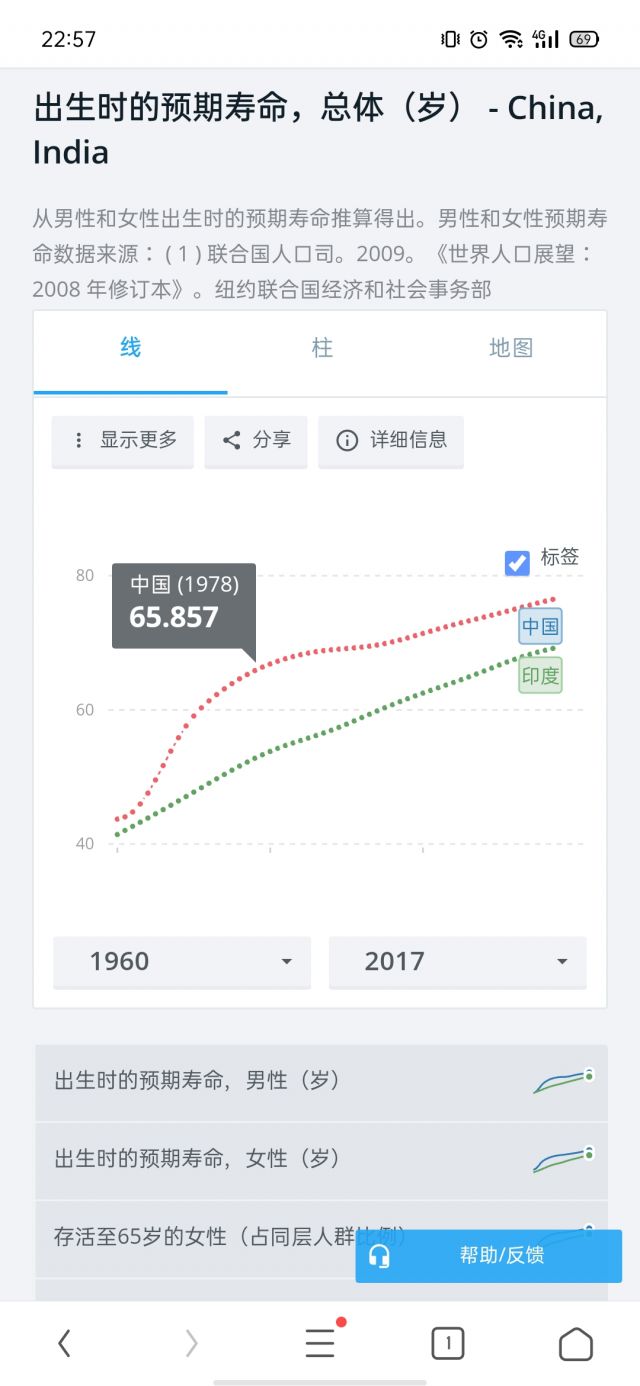 22:57
4G
69
出生时的预期寿命，总体（岁） - China,
India
从男性和女性出生时的预期寿命推算得出。男性和女性预期寿
命数据来源：( 1 ) 联合国人口司。2009。《世界人口展望：
2008 年修订本》。纽约联合国经济和社会事务部
线 柱 地图
显示更多 分享 详细信息
标签
80
中国 (1978)
65.857
中国
印度
60
40
1960 2017
出生时的预期寿命，男性（岁）
出生时的预期寿命，女性（岁）
存活至65岁的女性（占同层人群比例）
帮助/反馈
1